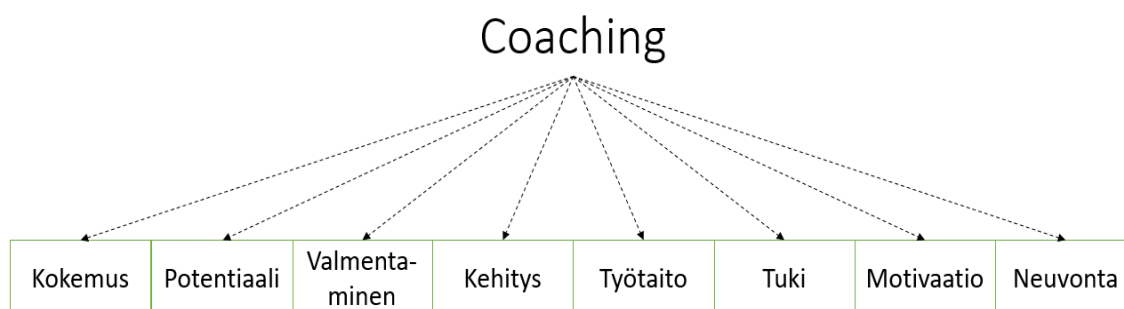 Coaching
Kokemus
Potentiaali
Valmenta-
minen
Kehitys
Työtaito
Tuki
Motivaatio
Neuvonta